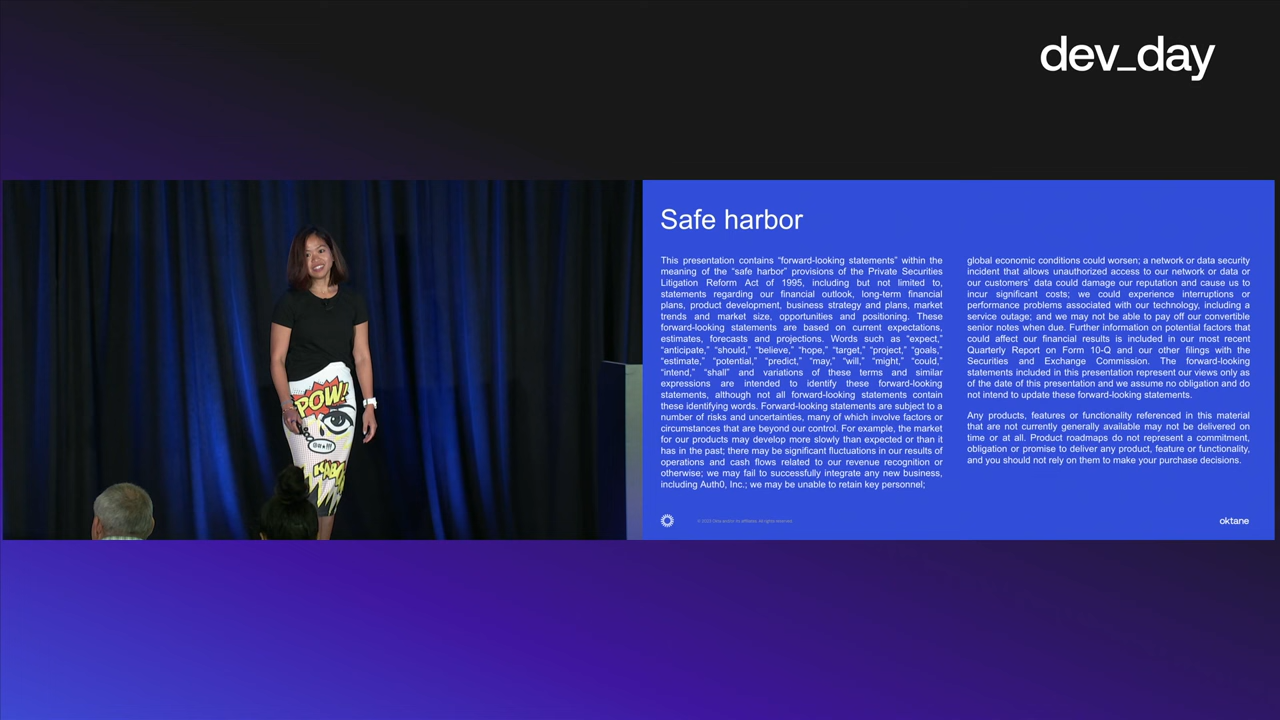 dev_day
POW!
Safe harbor
This presentation contains “forward-looking statements” within the
meaning of the “safe harbor” provisions of the Private Securities
Litigation Reform Act of 1995, including but not limited to,
statements regarding our financial outlook, long-term financial
plans, product development, business strategy and plans, market
trends and market size, opportunities and positioning. These
forward-looking statements are based on current expectations,
estimates, forecasts and projections. Words such as “expect,”
“anticipate,” “should,” “believe,” “hope,” “target,” “project,” “goals,”
“estimate,” “potential,” “predict,” “may,” “will,” “might,” “could,”
“intend,” “shall” and variations of these terms and similar
expressions are intended to identify these forward-looking
statements, although not all forward-looking statements contain
these identifying words. Forward-looking statements are subject to a
number of risks and uncertainties, many of which involve factors or
circumstances that are beyond our control. For example, the market
for our products may develop more slowly than expected or than it
has in the past; there may be significant fluctuations in our results of
operations and cash flows related to our revenue recognition or
otherwise; we may fail to successfully integrate any new business,
including Auth0, Inc.; we may be unable to retain key personnel;
global economic conditions could worsen; a network or data security
incident that allows unauthorized access to our network or data or
our customers’ data could damage our reputation and cause us to
incur significant costs; we could experience interruptions or
performance problems associated with our technology, including a
service outage; and we may not be able to pay off our convertible
senior notes when due. Further information on potential factors that
could affect our financial results is included in our most recent
Quarterly Report on Form 10-Q and our other filings with the
Securities and Exchange Commission. The forward-looking
statements included in this presentation represent our views only as
of the date of this presentation and we assume no obligation and do
not intend to update these forward-looking statements.
Any products, features or functionality referenced in this material
that are not currently generally available may not be delivered on
time or at all. Product roadmaps do not represent a commitment,
obligation or promise to deliver any product, feature or functionality,
and you should not rely on them to make your purchase decisions.
oktane